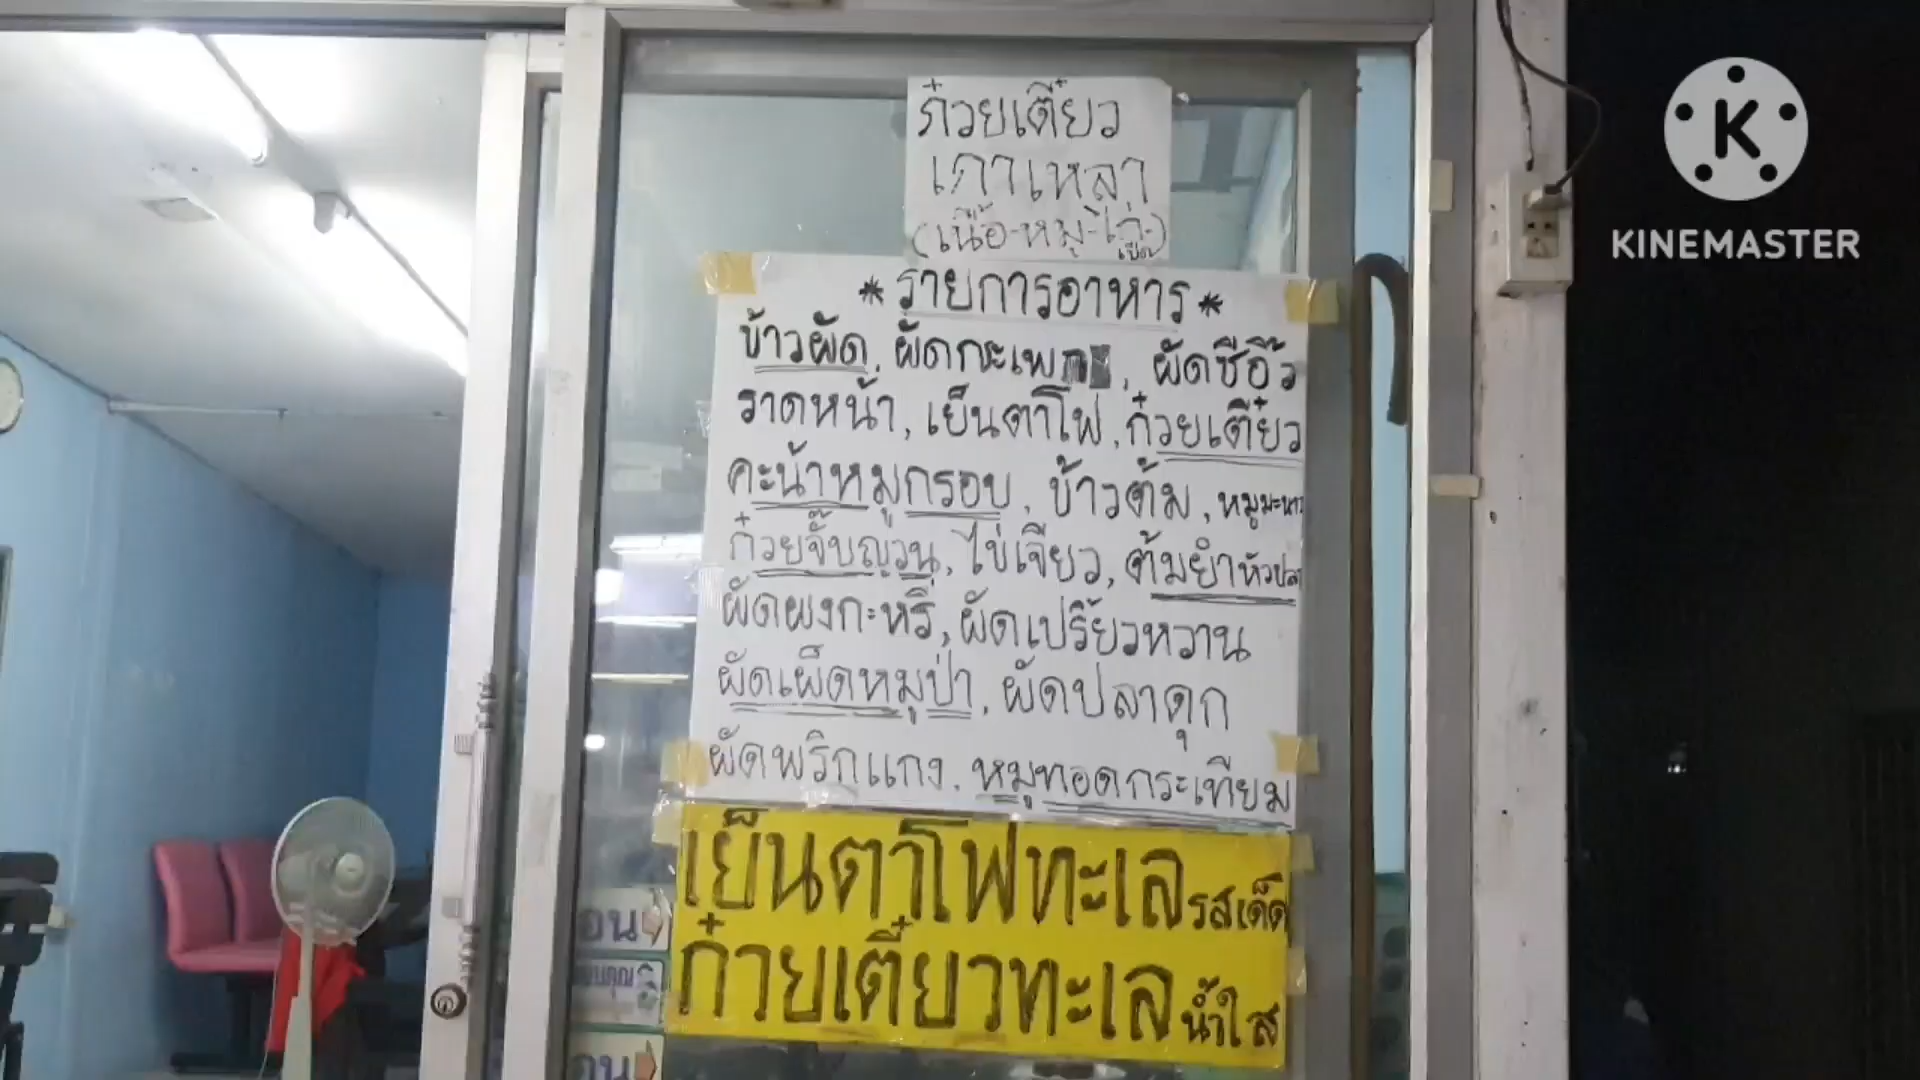 ก๋วยเตี๋ยว
เกาเหลา
(เนื้อ-หมู-ไก่-
เป็ด)
* รายการอาหาร *
ข้าวผัด, ผัดกะเพรา, ผัดซีอิ๊ว
ราดหน้า, เย็นตาโฟ, ก๋วยเตี๋ยว
คะน้าหมูกรอบ, ข้าวต้ม, หมูมะนาว
ก๋วยจั๊บญวน, ไข่เจียว, ต้มยำหัวปลา
ผัดผงกะหรี่, ผัดเปรี้ยวหวาน
ผัดเผ็ดหมูป่า, ผัดปลาดุก
ผัดพริกแกง, หมูทอดกระเทียม
เย็นตาโฟทะเล รสเด็ด
ก๋วยเตี๋ยวทะเล น้ำใส
KINEMASTER